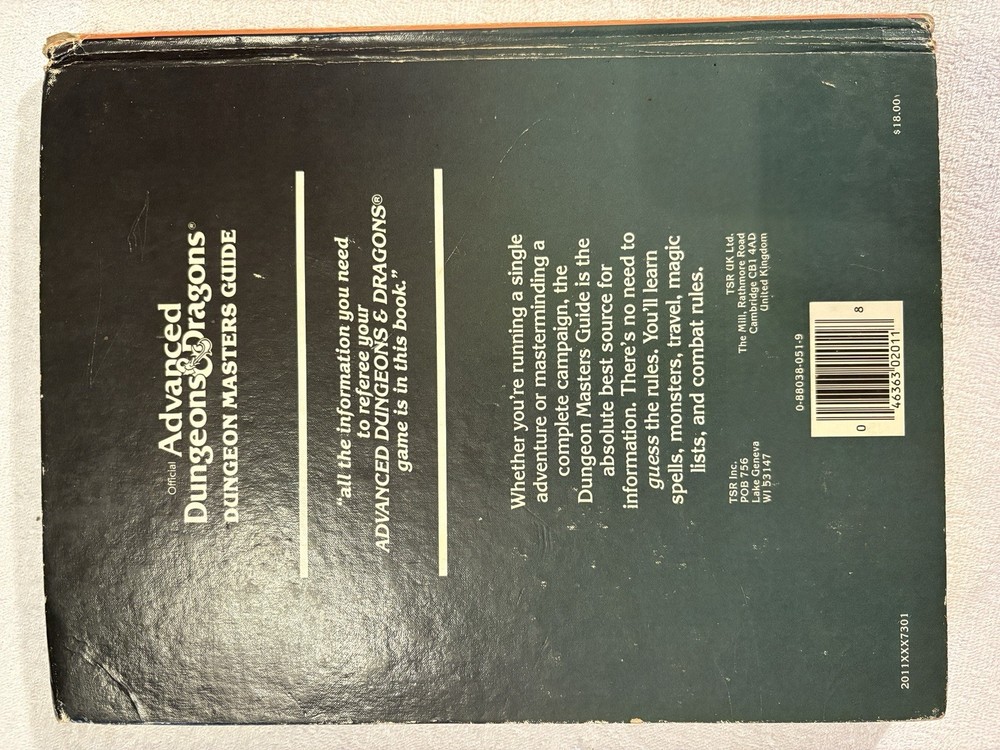 Official Advanced
Dungeons & Dragons®
DUNGEON MASTERS GUIDE
"all the information you need
to referee your
ADVANCED DUNGEONS & DRAGONS®
game is in this book."
Whether you're running a single
adventure or masterminding a
complete campaign, the
Dungeon Masters Guide is the
absolute best source for
information. There's no need to
guess the rules. You'll learn
spells, monsters, travel, magic
lists, and combat rules.
TSR Inc.
POB 756
Lake Geneva
WI 53147
TSR UK Ltd.
The Mill, Rathmore Road
Cambridge CB1 4AD
United Kingdom
0-88038-051-9
0 46363 02011 8
2011XXX7301
$18.00